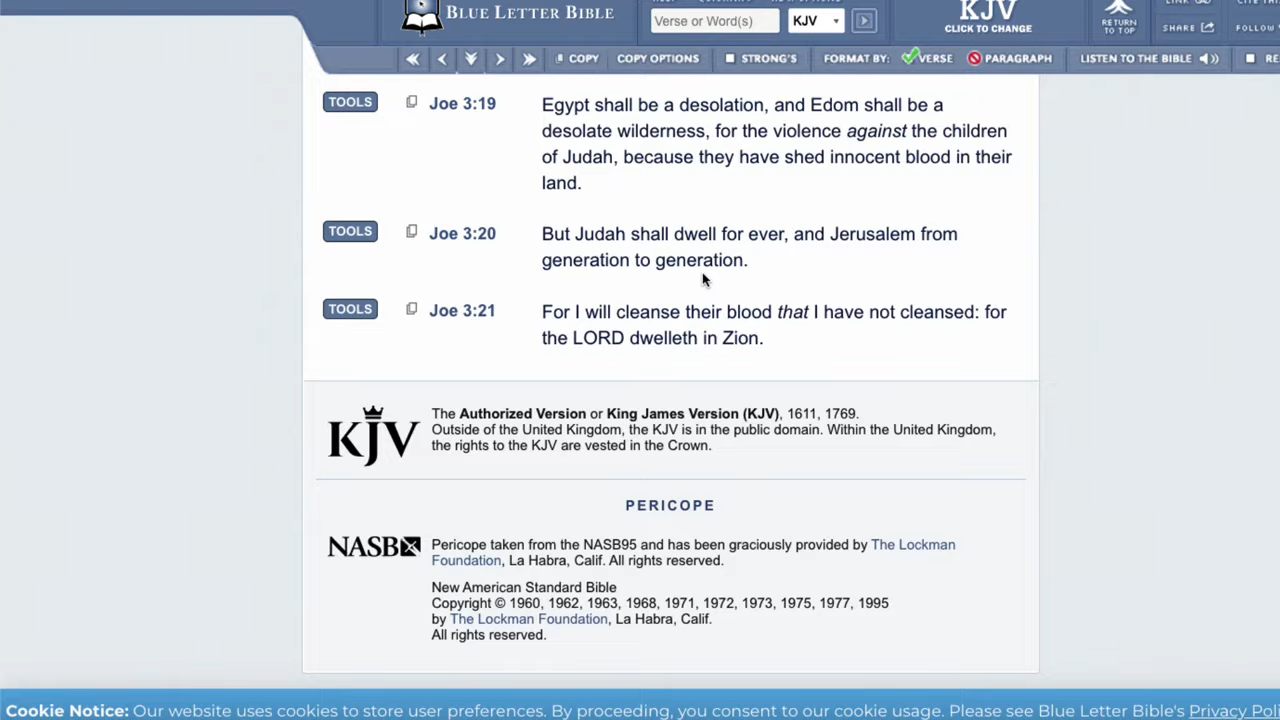 BLUE LETTER BIBLE
Verse or Word(s)
KJV
KJV
CLICK TO CHANGE
RETURN
TO TOP
SHARE
FOLLOW
COPY
COPY OPTIONS
STRONG'S
FORMAT BY:
VERSE
PARAGRAPH
LISTEN TO THE BIBLE
RE
TOOLS
Joe 3:19
Egypt shall be a desolation, and Edom shall be a
desolate wilderness, for the violence against the children
of Judah, because they have shed innocent blood in their
land.
TOOLS
Joe 3:20
But Judah shall dwell for ever, and Jerusalem from
generation to generation.
TOOLS
Joe 3:21
For I will cleanse their blood that I have not cleansed: for
the LORD dwelleth in Zion.
KJV
The Authorized Version or King James Version (KJV), 1611, 1769.
Outside of the United Kingdom, the KJV is in the public domain. Within the United Kingdom,
the rights to the KJV are vested in the Crown.
PERICOPE
NASB
Pericope taken from the NASB95 and has been graciously provided by The Lockman
Foundation, La Habra, Calif. All rights reserved.
New American Standard Bible
Copyright © 1960, 1962, 1963, 1968, 1971, 1972, 1973, 1975, 1977, 1995
by The Lockman Foundation, La Habra, Calif.
All rights reserved.
Cookie Notice: Our website uses cookies to store user preferences. By proceeding, you consent to our cookie usage. Please see Blue Letter Bible's Privacy Poli